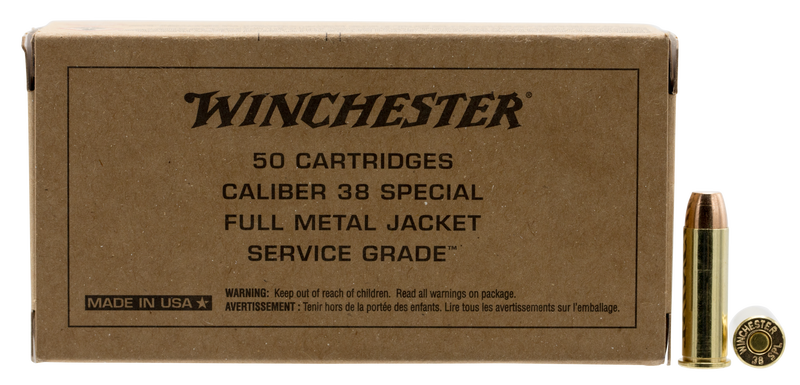 WINCHESTER®
50 CARTRIDGES
CALIBER 38 SPECIAL
FULL METAL JACKET
SERVICE GRADE™
MADE IN USA★
WARNING: Keep out of reach of children. Read all warnings on package.
AVERTISSEMENT : Tenir hors de la portée des enfants. Lire tous les avertissements sur l'emballage.
WINCHESTER
38 SPL